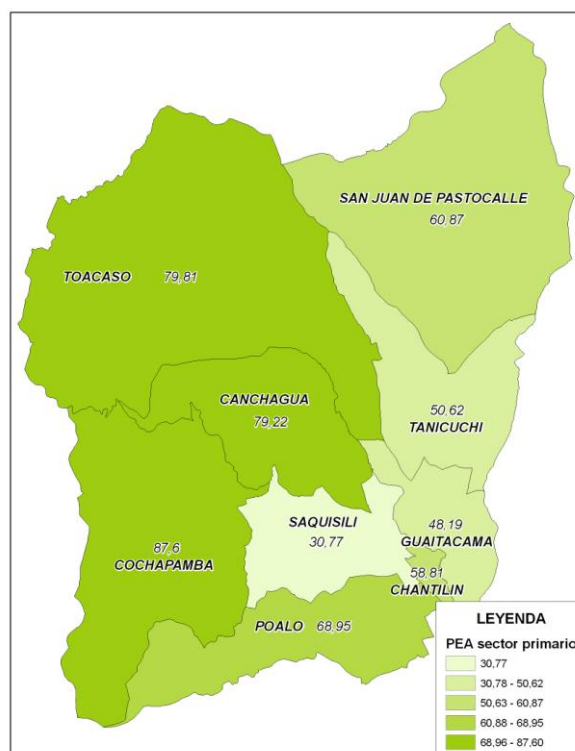 SAN JUAN DE PASTOCALLE
60,87
TOACASO 79,81
CANCHAGUA
79,22
50,62
TANICUCHI
SAQUISILI
30,77
48,19
GUAITACAMA
87,6
COCHAPAMBA
58,81
CHANTILIN
POALO 68,95
LEYENDA
PEA sector primario
30,77
30,78 - 50,62
50,63 - 60,87
60,88 - 68,95
68,96 - 87,60